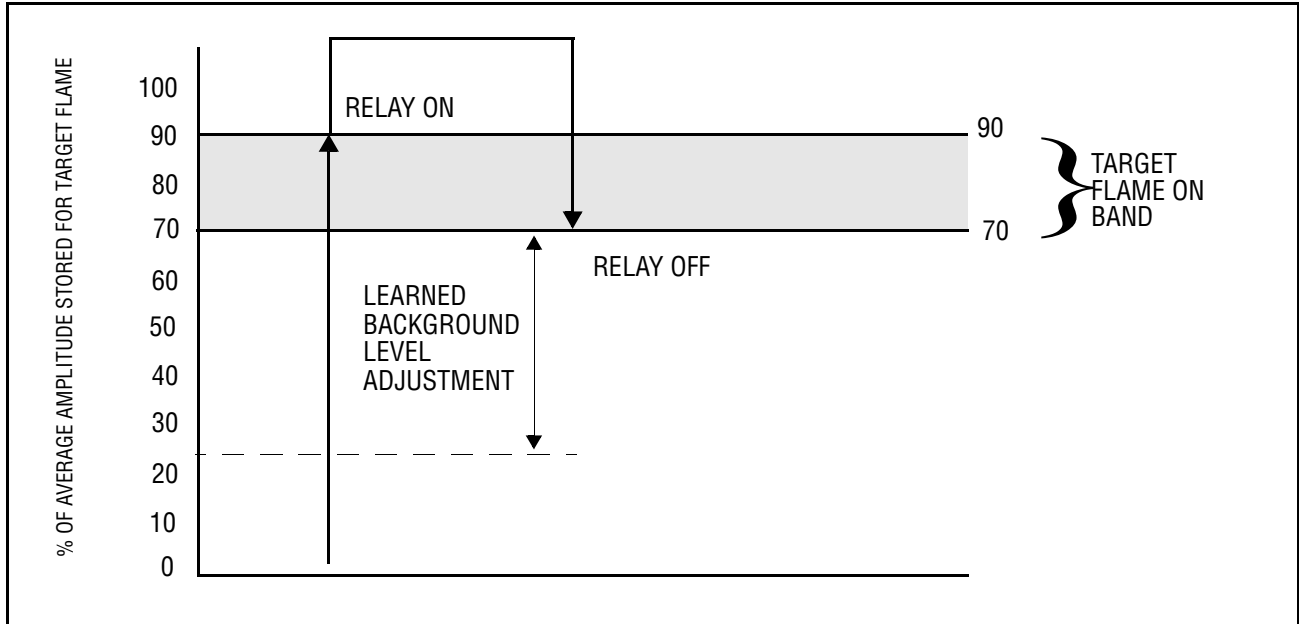 % OF AVERAGE AMPLITUDE STORED FOR TARGET FLAME
100
90
80
70
60
50
40
30
20
10
0
RELAY ON
RELAY OFF
LEARNED
BACKGROUND
LEVEL
ADJUSTMENT
90
70
TARGET
FLAME ON
BAND